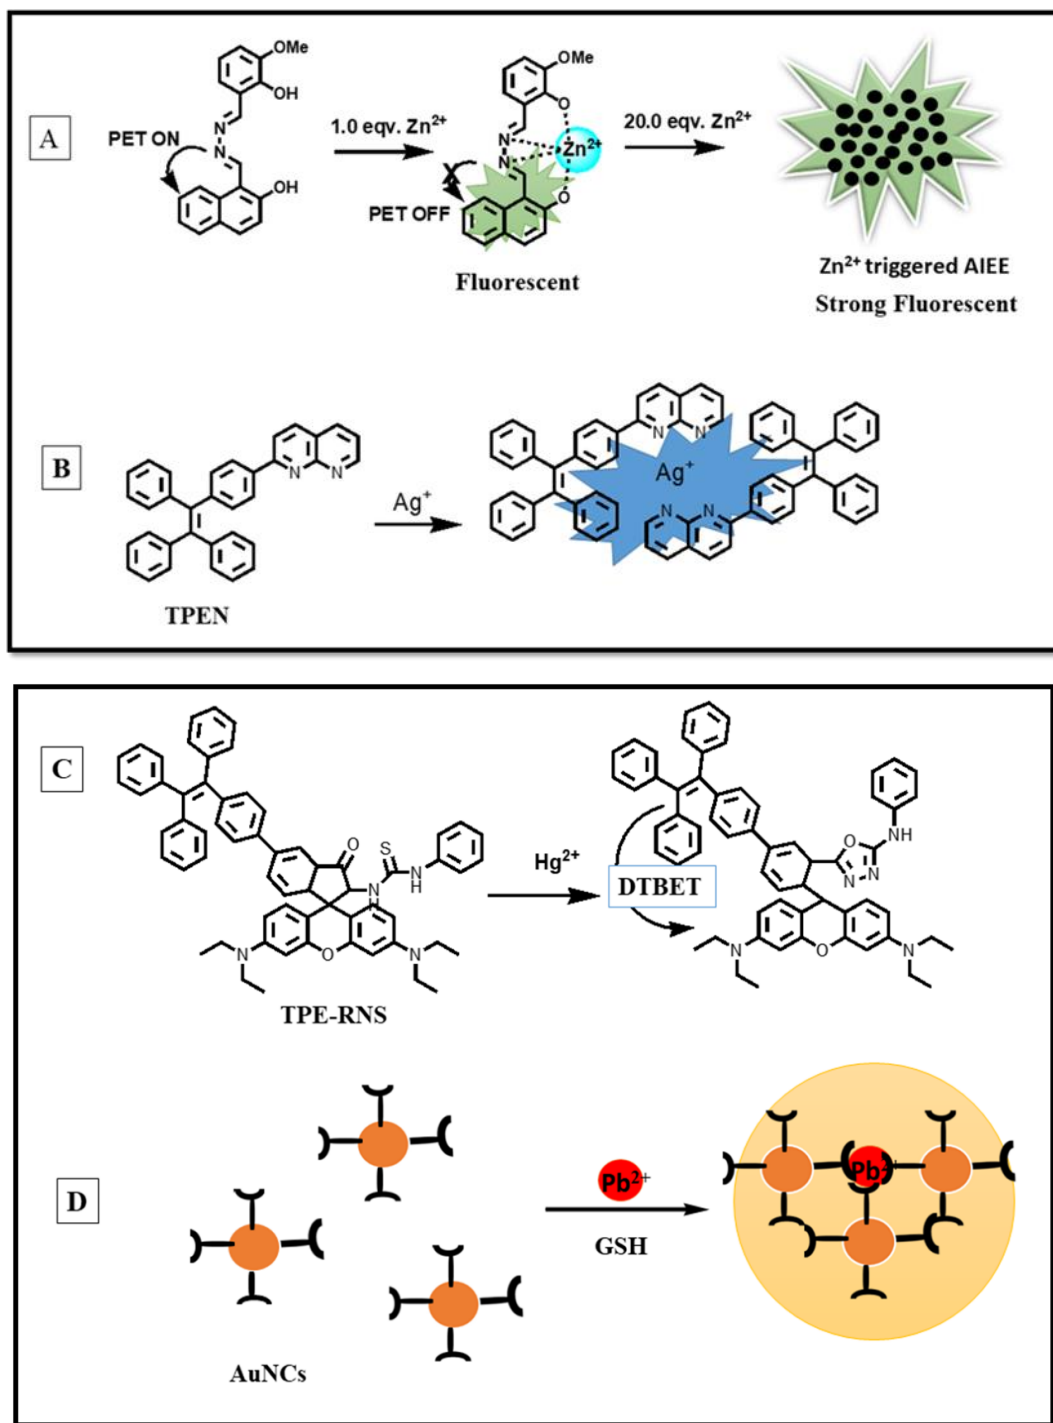 A
OMe
OH
PET ON
N
N
OH
1.0 eqv. Zn²⁺
OMe
O
N
N
Zn²⁺
X
PET OFF
O
Fluorescent
20.0 eqv. Zn²⁺
Zn²⁺ triggered AIEE
Strong Fluorescent
B
N N
TPEN
Ag⁺
N N
Ag⁺
N N
C
O
S
N
N
H
N
O
N
TPE-RNS
Hg²⁺
DTBET
O
NH
N N
N
O
N
D
AuNCs
Pb²⁺
GSH
Pb²⁺